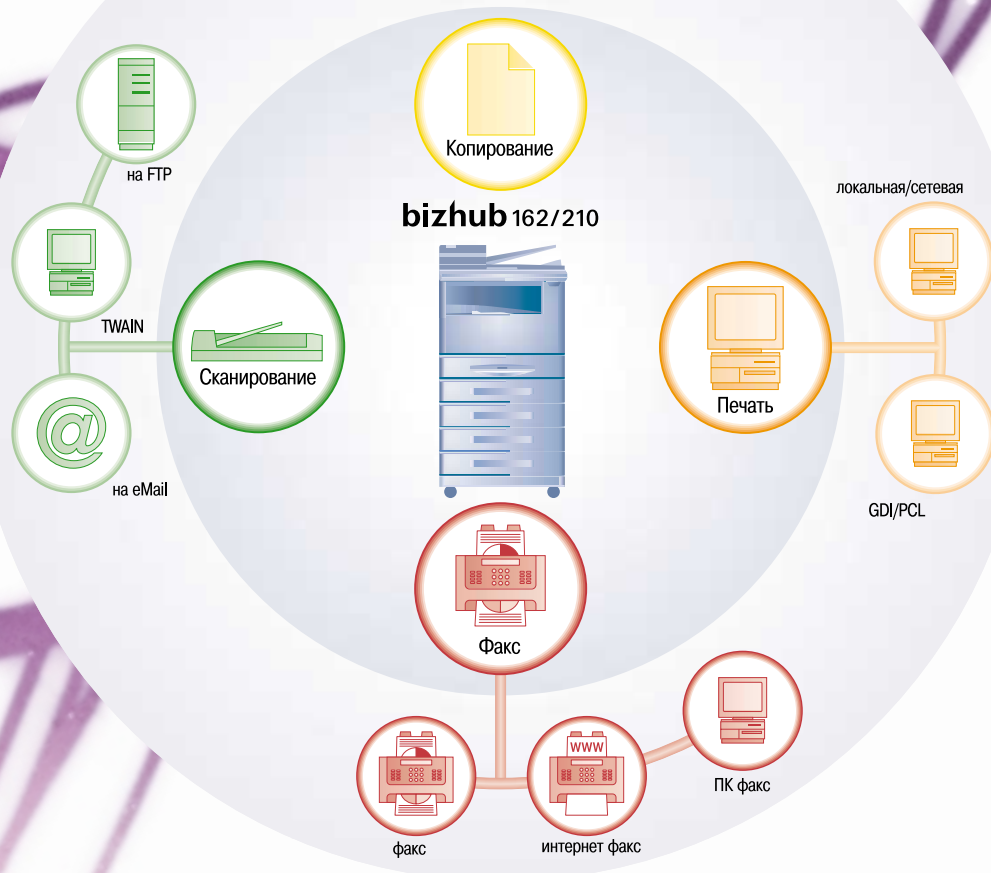 Копирование
bizhub 162/210
на FTP
TWAIN
на eMail
Сканирование
локальная/сетевая
Печать
GDI/PCL
Факс
факс
WWW
интернет факс
ПК факс